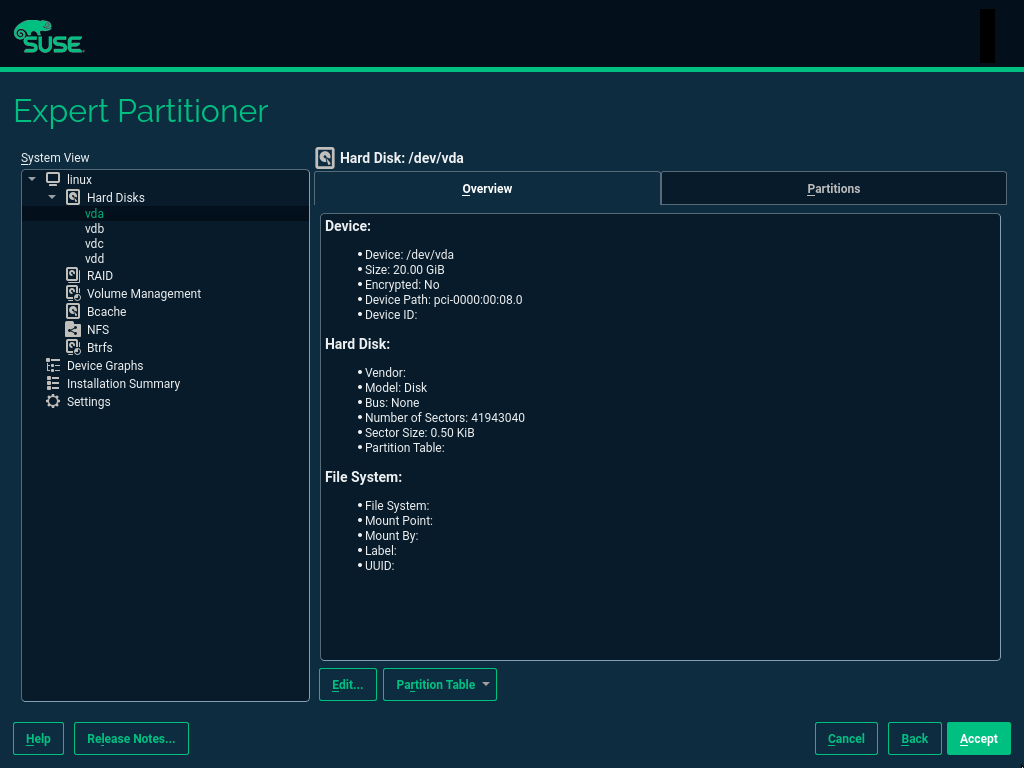 SUSE
Expert Partitioner
System View
linux
Hard Disks
vda
vdb
vdc
vdd
RAID
Volume Management
Bcache
NFS
Btrfs
Device Graphs
Installation Summary
Settings
Hard Disk: /dev/vda
Overview
Partitions
Device:
• Device: /dev/vda
• Size: 20.00 GiB
• Encrypted: No
• Device Path: pci-0000:00:08.0
• Device ID:
Hard Disk:
• Vendor:
• Model: Disk
• Bus: None
• Number of Sectors: 41943040
• Sector Size: 0.50 KiB
• Partition Table:
File System:
• File System:
• Mount Point:
• Mount By:
• Label:
• UUID:
Edit...
Partition Table
Help
Release Notes...
Cancel
Back
Accept